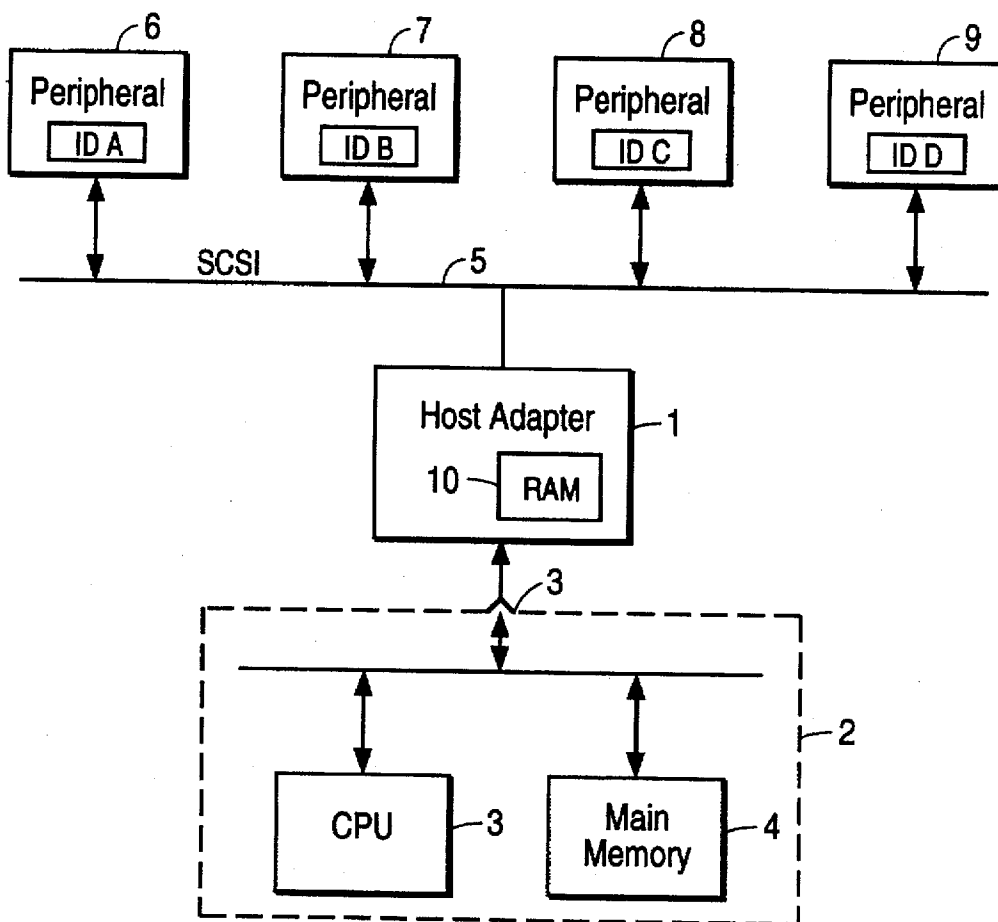 6
7
8
9
Peripheral
ID A
Peripheral
ID B
Peripheral
ID C
Peripheral
ID D
SCSI
5
Host Adapter
1
10
RAM
3
2
CPU
3
Main
Memory
4